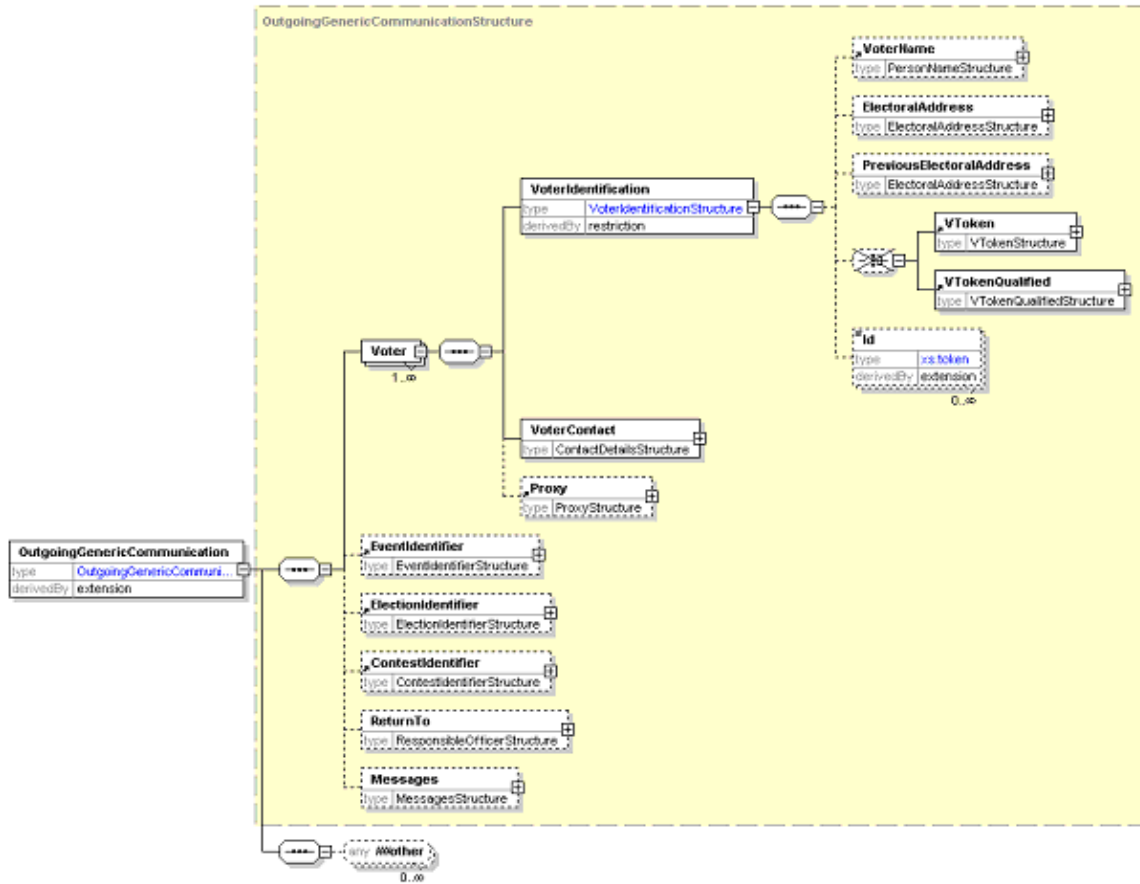 OutgoingGenericCommunicationStructure
VoterName
type PersonNameStructure
ElectoralAddress
type ElectoralAddressStructure
PreviousElectoralAddress
type ElectoralAddressStructure
VoterIdentification
type VoterIdentificationStructure
derivedBy restriction
VToken
type VTokenStructure
VTokenQualified
type VTokenQualifiedStructure
Id
type xs:token
derivedBy extension
0..∞
Voter
1..∞
VoterContact
type ContactDetailsStructure
Proxy
type ProxyStructure
OutgoingGenericCommunication
type OutgoingGenericCommuni...
derivedBy extension
EventIdentifier
type EventIdentifierStructure
ElectionIdentifier
type ElectionIdentifierStructure
ContestIdentifier
type ContestIdentifierStructure
ReturnTo
type ResponsibleOfficerStructure
Messages
type MessagesStructure
any ##other
0..∞